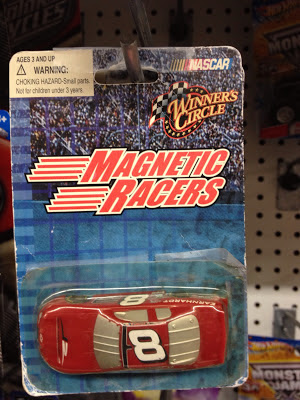 AGES 3 AND UP
WARNING:
CHOKING HAZARD-Small parts.
Not for children under 3 years.
NASCAR
WINNER'S
CIRCLE
MAGNETIC
RACERS
8
EARNHARDT
8
MONST